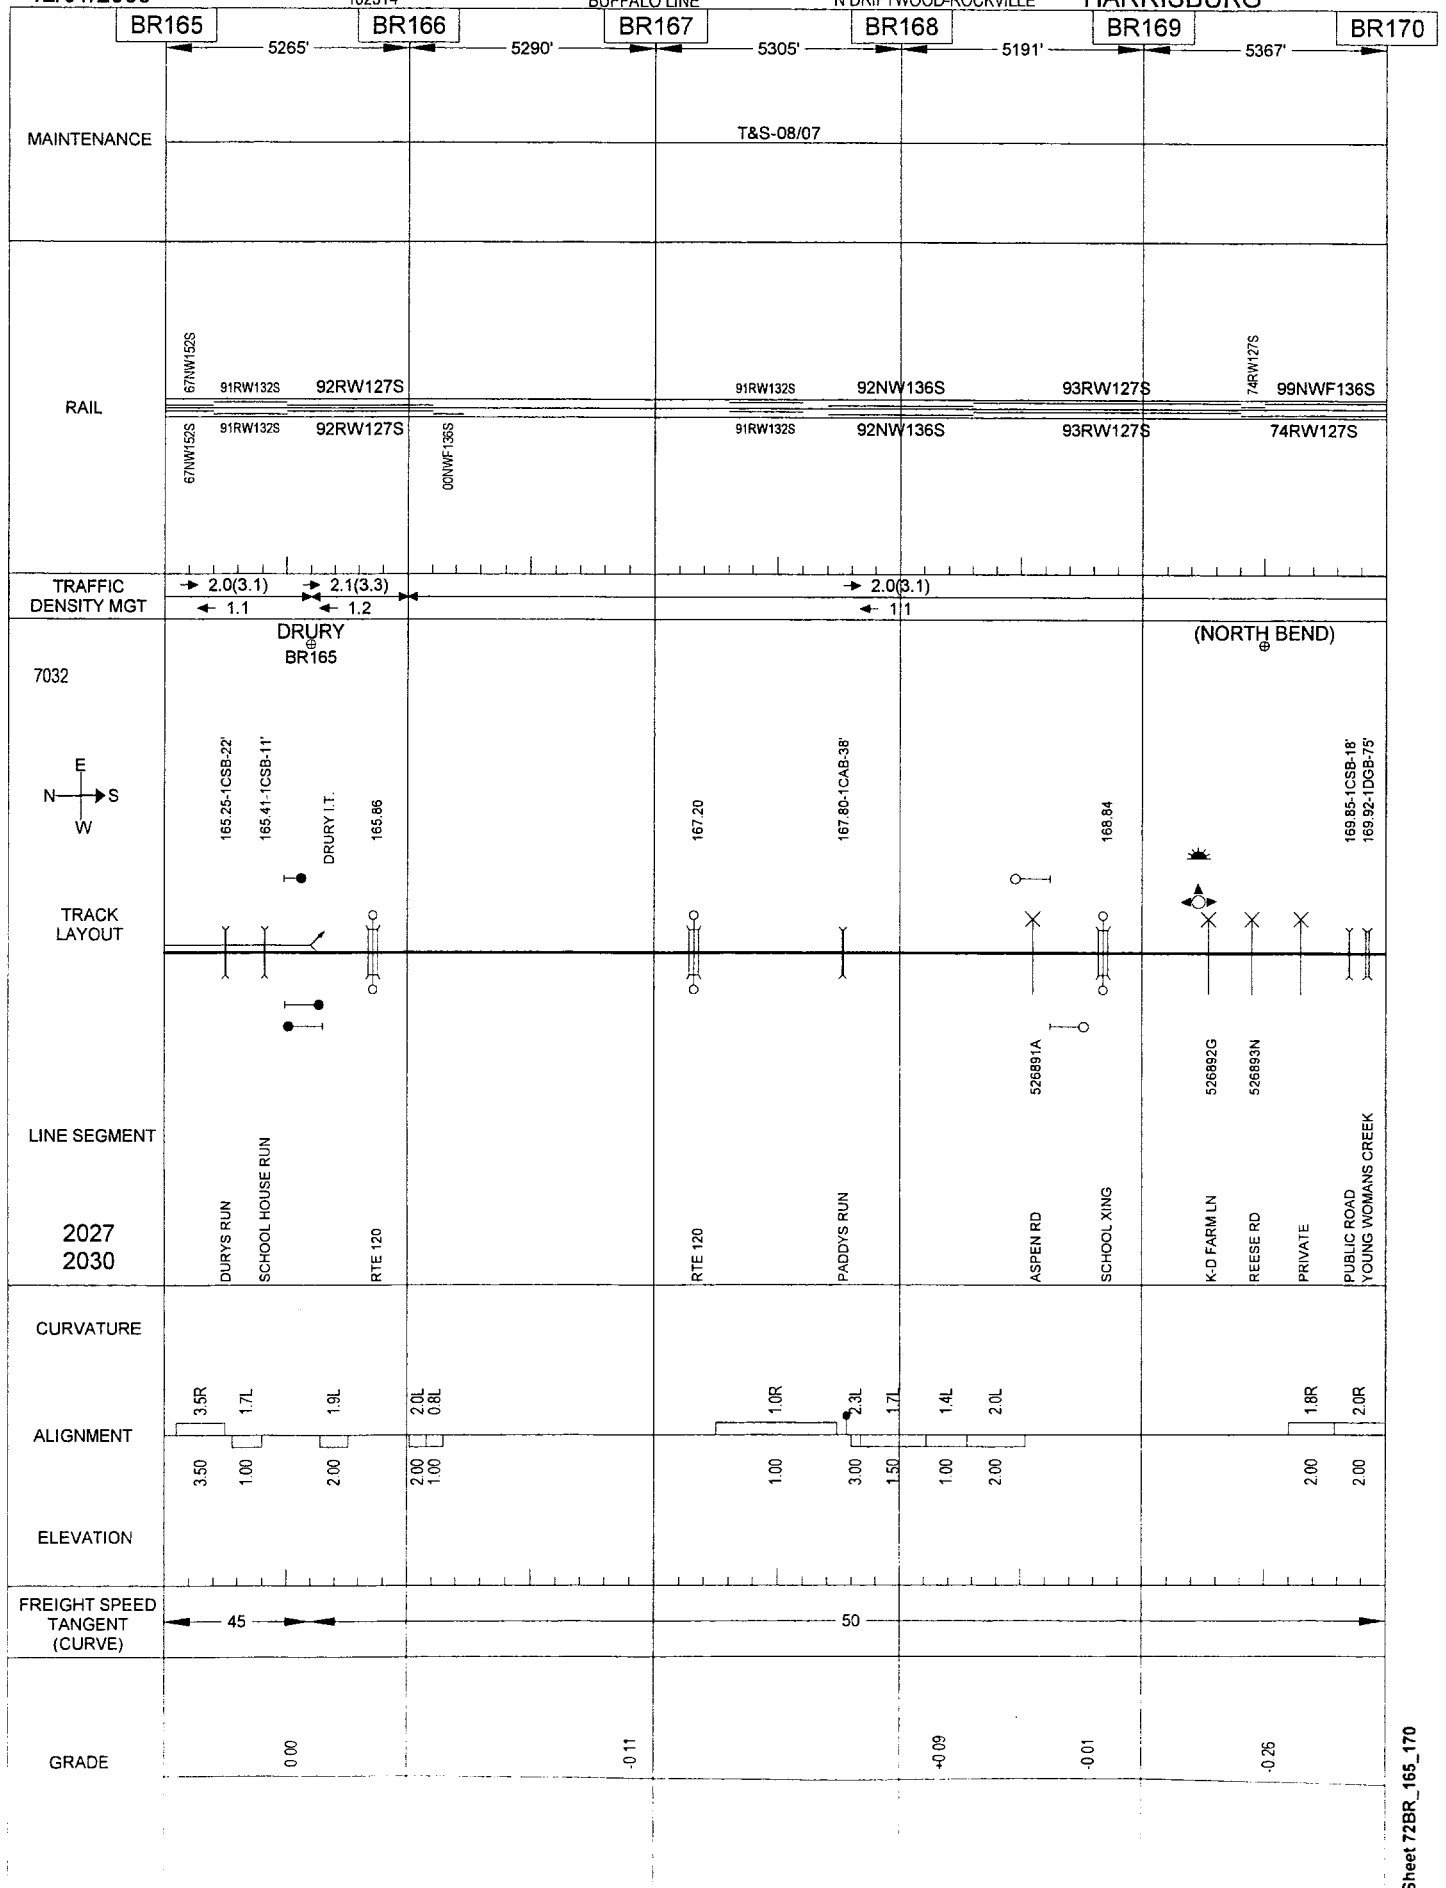 BUFFALO LINE
N DRIFTWOOD-ROCKVILLE
HARRISBURG
BR165 BR166 BR167 BR168 BR169 BR170
5265' 5290' 5305' 5191' 5367'
MAINTENANCE
T&S-08/07
RAIL
67NW152S 91RW132S 92RW127S 91RW132S 92NW136S 93RW127S 74RW127S 99NWF136S
67NW152S 91RW132S 92RW127S 00NWF136S 91RW132S 92NW136S 93RW127S 74RW127S
TRAFFIC
DENSITY MGT
2.0(3.1) 2.1(3.3) 2.0(3.1)
1.1 1.2 1.1
DRURY
BR165
(NORTH BEND)
7032
E
N S
W
165.25-1CSB-22'
165.41-1CSB-11'
DRURY I.T.
165.86
167.20
167.80-1CAB-38'
168.84
169.85-1CSB-18'
169.92-1DGB-75'
TRACK
LAYOUT
526891A
526892G
526893N
LINE SEGMENT
2027
2030
DURYS RUN
SCHOOL HOUSE RUN
RTE 120
RTE 120
PADDYS RUN
ASPEN RD
SCHOOL XING
K-D FARM LN
REESE RD
PRIVATE
PUBLIC ROAD
YOUNG WOMANS CREEK
CURVATURE
3.5R 1.7L 1.9L 2.0L 0.8L 1.0R 2.3L 1.7L 1.4L 2.0L 1.8R 2.0R
ALIGNMENT
3.50 1.00 2.00 2.00 1.00 1.00 3.00 1.50 1.00 2.00 2.00 2.00
ELEVATION
FREIGHT SPEED
TANGENT
(CURVE)
45 50
GRADE
0.00 -0.11 +0.09 -0.01 -0.26
Sheet 72BR_165_170